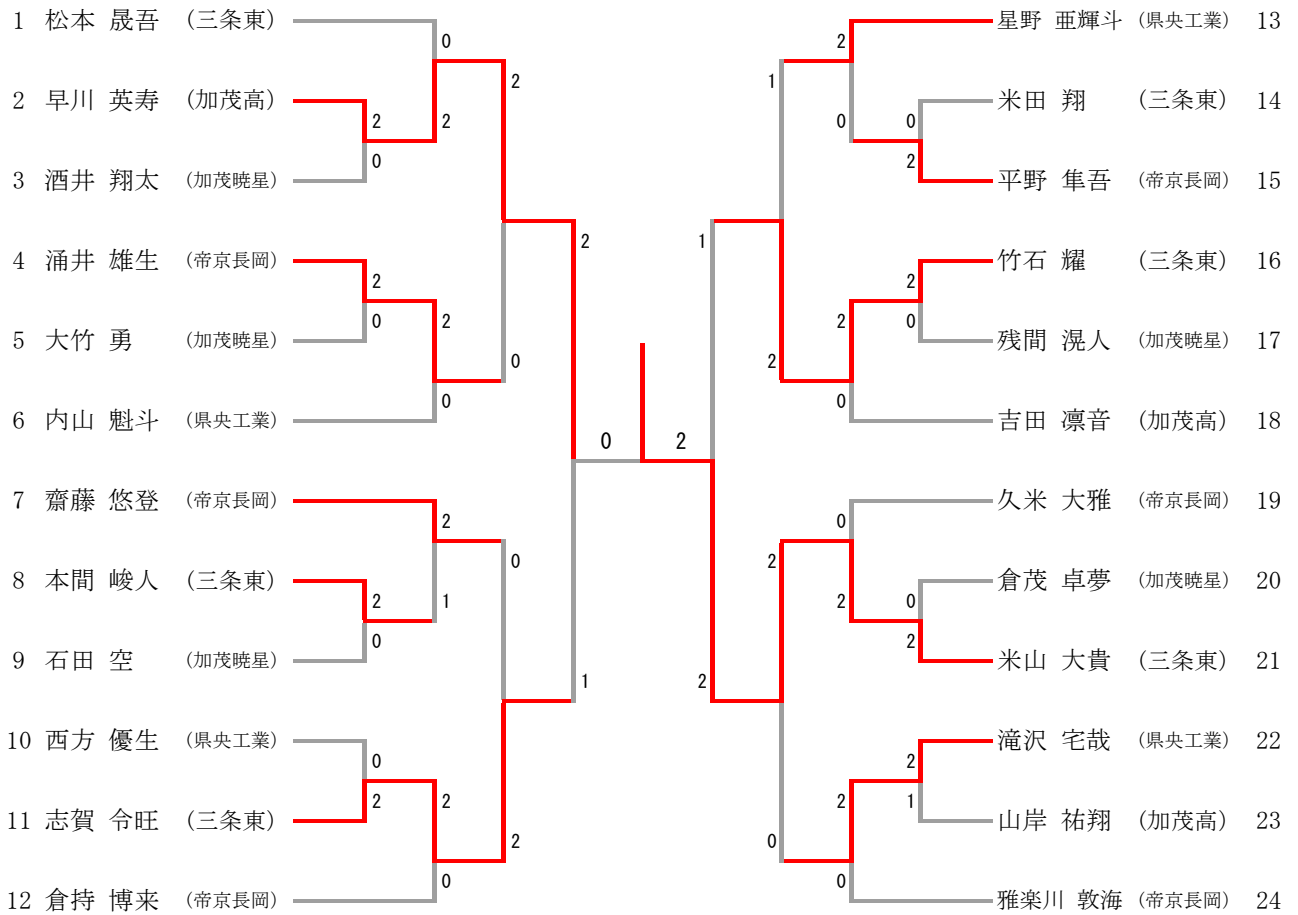 1 松本 晟吾 (三条東)
2 早川 英寿 (加茂高)
3 酒井 翔太 (加茂暁星)
4 涌井 雄生 (帝京長岡)
5 大竹 勇 (加茂暁星)
6 内山 魁斗 (県央工業)
7 齋藤 悠登 (帝京長岡)
8 本間 峻人 (三条東)
9 石田 空 (加茂暁星)
10 西方 優生 (県央工業)
11 志賀 令旺 (三条東)
12 倉持 博来 (帝京長岡)
0
2
2
2
0
2
2
0
2
0
0
2
0
2
1
0
1
0
2
2
2
0
0
2
1
2
0
0
2
1
2
2
0
2
0
0
2
2
0
2
2
2
1
0
0
星野 亜輝斗 (県央工業) 13
米田 翔 (三条東) 14
平野 隼吾 (帝京長岡) 15
竹石 耀 (三条東) 16
残間 滉人 (加茂暁星) 17
吉田 凛音 (加茂高) 18
久米 大雅 (帝京長岡) 19
倉茂 卓夢 (加茂暁星) 20
米山 大貴 (三条東) 21
滝沢 宅哉 (県央工業) 22
山岸 祐翔 (加茂高) 23
雅楽川 敦海 (帝京長岡) 24